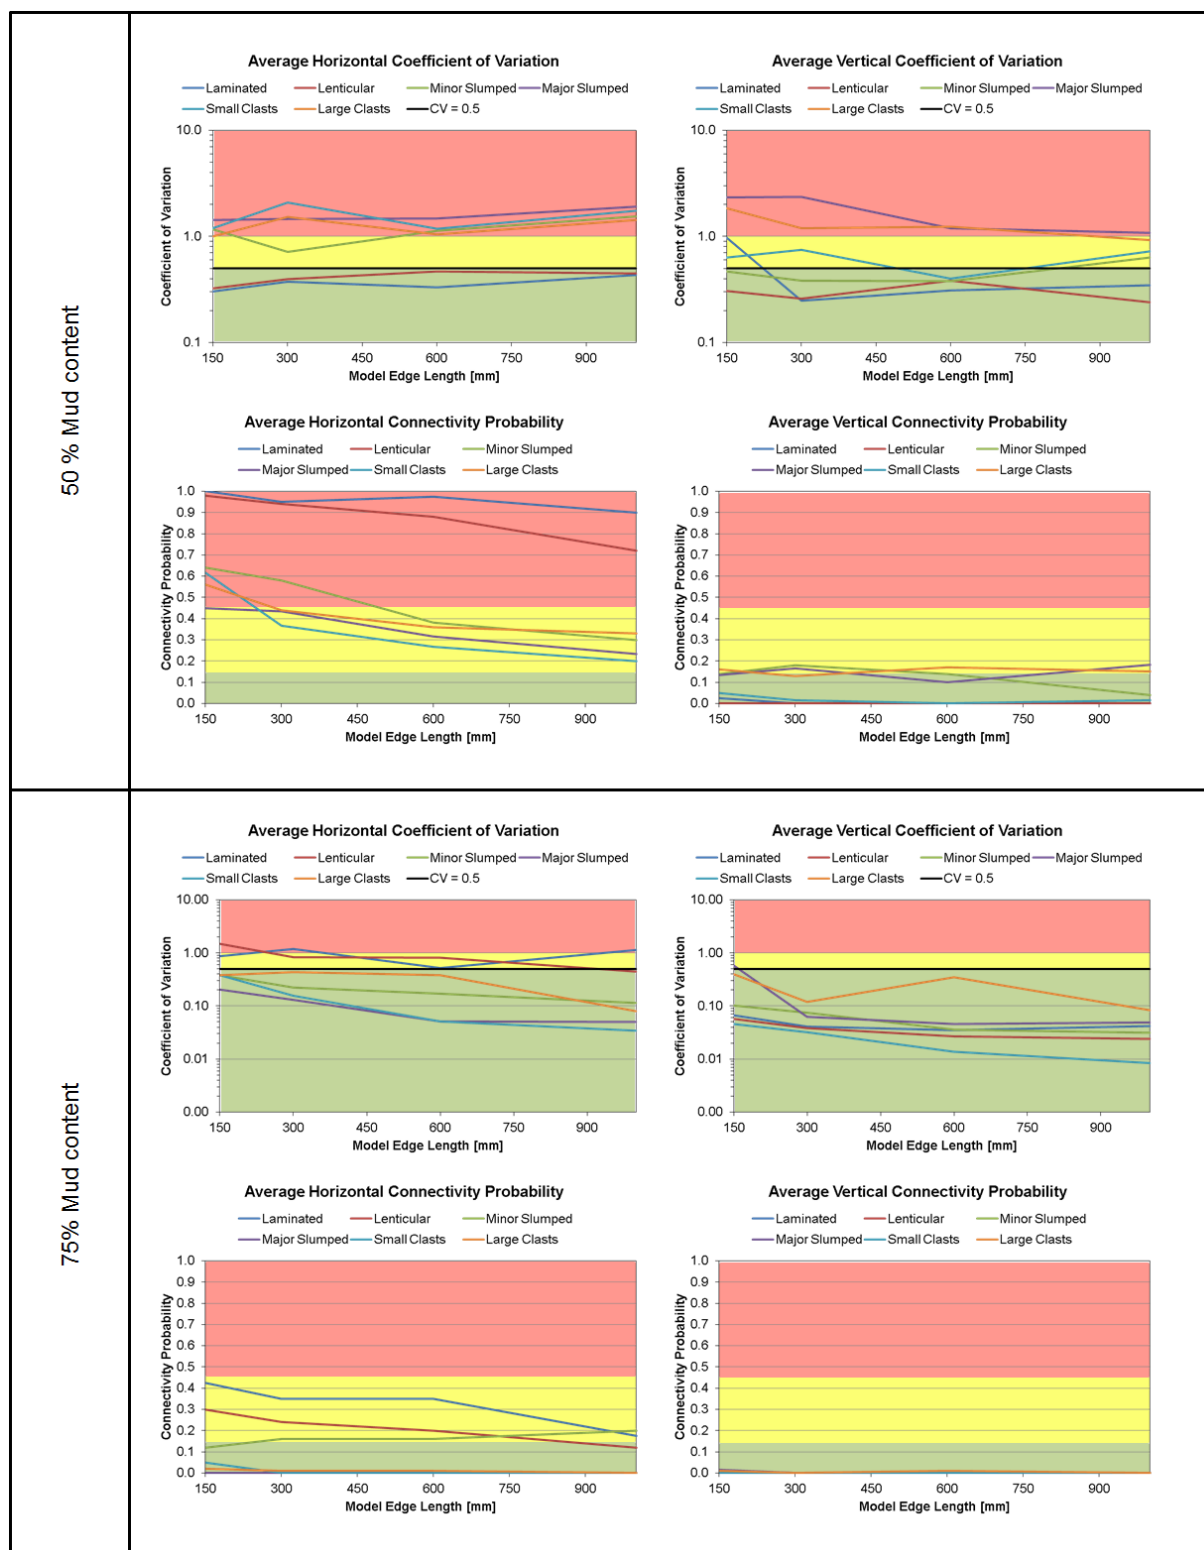 50 % Mud content
Average Horizontal Coefficient of Variation
Laminated Lenticular Minor Slumped Major Slumped
Small Clasts Large Clasts CV = 0.5
Coefficient of Variation
10.0
1.0
0.1
150 300 450 600 750 900
Model Edge Length [mm]
Average Vertical Coefficient of Variation
Laminated Lenticular Minor Slumped Major Slumped
Small Clasts Large Clasts CV = 0.5
Coefficient of Variation
10.0
1.0
0.1
150 300 450 600 750 900
Model Edge Length [mm]
Average Horizontal Connectivity Probability
Laminated Lenticular Minor Slumped
Major Slumped Small Clasts Large Clasts
Connectivity Probability
1.0
0.9
0.8
0.7
0.6
0.5
0.4
0.3
0.2
0.1
0.0
150 300 450 600 750 900
Model Edge Length [mm]
Average Vertical Connectivity Probability
Laminated Lenticular Minor Slumped
Major Slumped Small Clasts Large Clasts
Connectivity Probability
1.0
0.9
0.8
0.7
0.6
0.5
0.4
0.3
0.2
0.1
0.0
150 300 450 600 750 900
Model Edge Length [mm]
75% Mud content
Average Horizontal Coefficient of Variation
Laminated Lenticular Minor Slumped Major Slumped
Small Clasts Large Clasts CV = 0.5
Coefficient of Variation
10.00
1.00
0.10
0.01
0.00
150 300 450 600 750 900
Model Edge Length [mm]
Average Vertical Coefficient of Variation
Laminated Lenticular Minor Slumped Major Slumped
Small Clasts Large Clasts CV = 0.5
Coefficient of Variation
10.00
1.00
0.10
0.01
0.00
150 300 450 600 750 900
Model Edge Length [mm]
Average Horizontal Connectivity Probability
Laminated Lenticular Minor Slumped
Major Slumped Small Clasts Large Clasts
Connectivity Probability
1.0
0.9
0.8
0.7
0.6
0.5
0.4
0.3
0.2
0.1
0.0
150 300 450 600 750 900
Model Edge Length [mm]
Average Vertical Connectivity Probability
Laminated Lenticular Minor Slumped
Major Slumped Small Clasts Large Clasts
Connectivity Probability
1.0
0.9
0.8
0.7
0.6
0.5
0.4
0.3
0.2
0.1
0.0
150 300 450 600 750 900
Model Edge Length [mm]